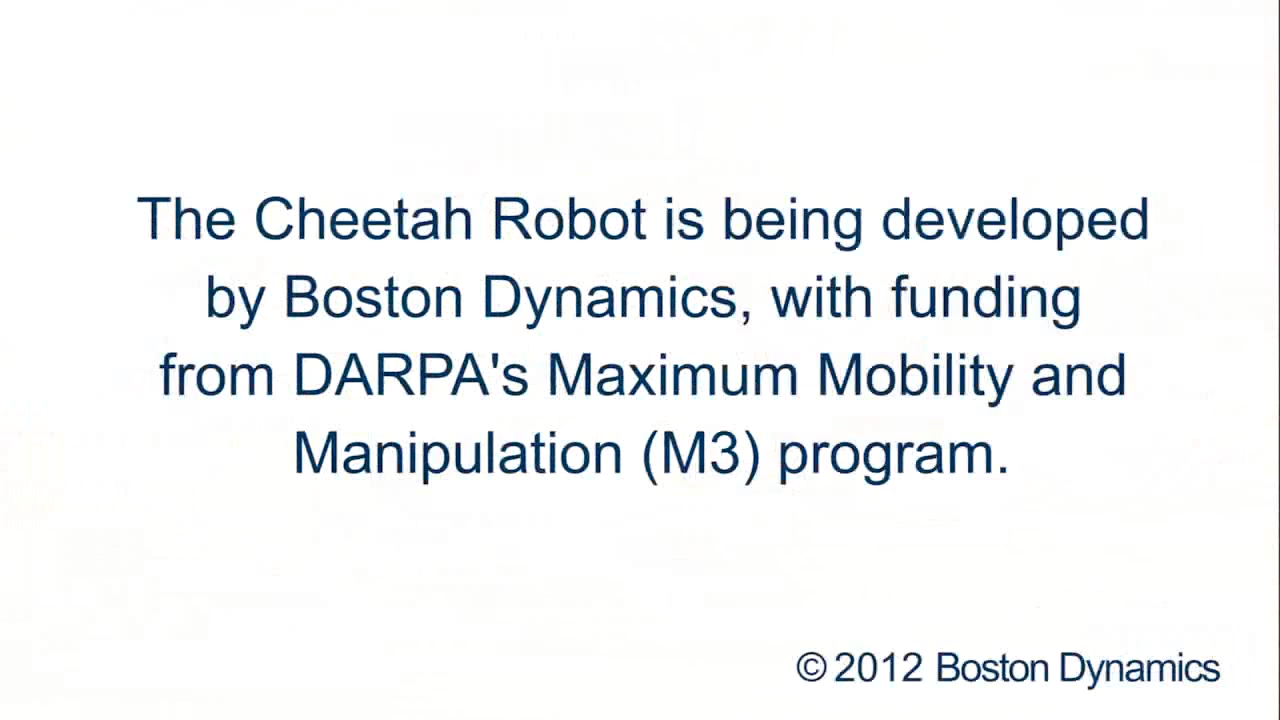 The Cheetah Robot is being developed
by Boston Dynamics, with funding
from DARPA's Maximum Mobility and
Manipulation (M3) program.
© 2012 Boston Dynamics